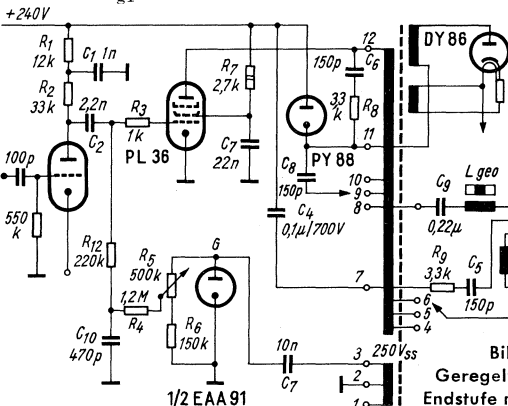 +240V
R1
12k
C1 1n
R2
33k
2,2n
C2
R3
1k
PL 36
R7
2,7k
C7
22n
12
150p
C6
3,3
k
R8
11
PY 88
C8
150p
10
9
8
DY 86
L geo
C9
0,22µ
100p
550
k
R12
220k
R5
500k
G
C4
0,1µ/700V
7
R9
3,3k
C5
150p
6
5
4
1,2M
R4
R6
150k
C10
470p
10n
C7
3
250Vss
2
1
1/2 EAA 91
Bil
Geregel
Endstufe